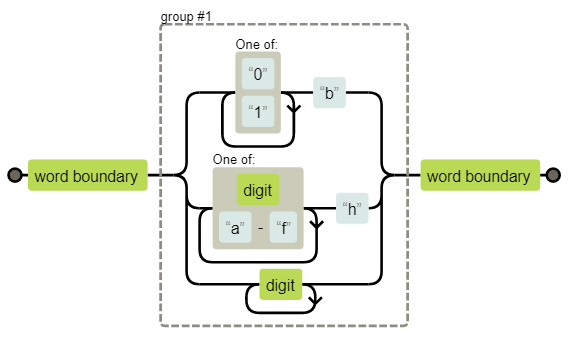 group #1
One of:
“0”
“1”
“b”
word boundary
One of:
digit
“a” - “f”
“h”
digit
word boundary